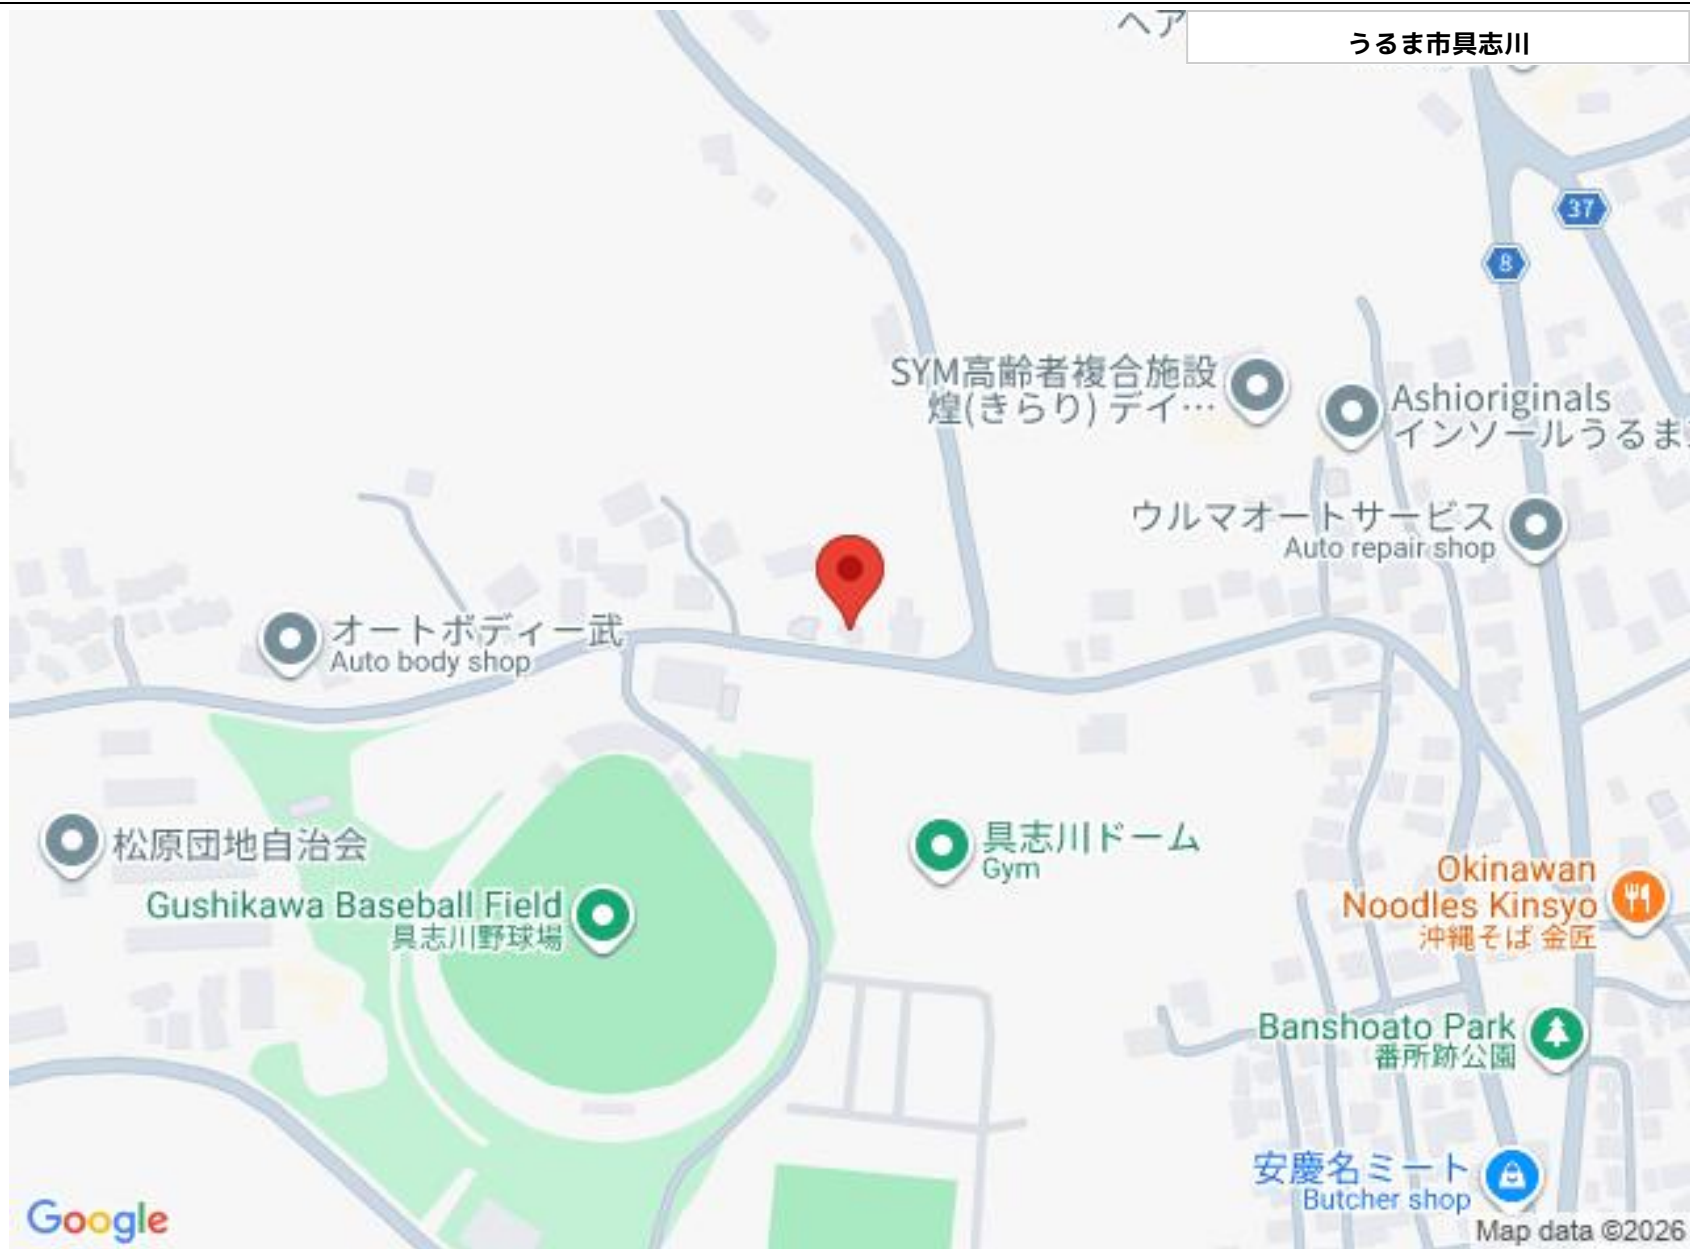 ヘア
うるま市具志川
37
8
SYM高齢者複合施設
煌(きらり) デイ…
Ashioriginals
インソールうるま
ウルマオートサービス
Auto repair shop
オートボディー武
Auto body shop
松原団地自治会
具志川ドーム
Gym
Gushikawa Baseball Field
具志川野球場
Okinawan
Noodles Kinsyo
沖縄そば 金匠
Banshoato Park
番所跡公園
安慶名ミート
Butcher shop
Google
Map data ©2026